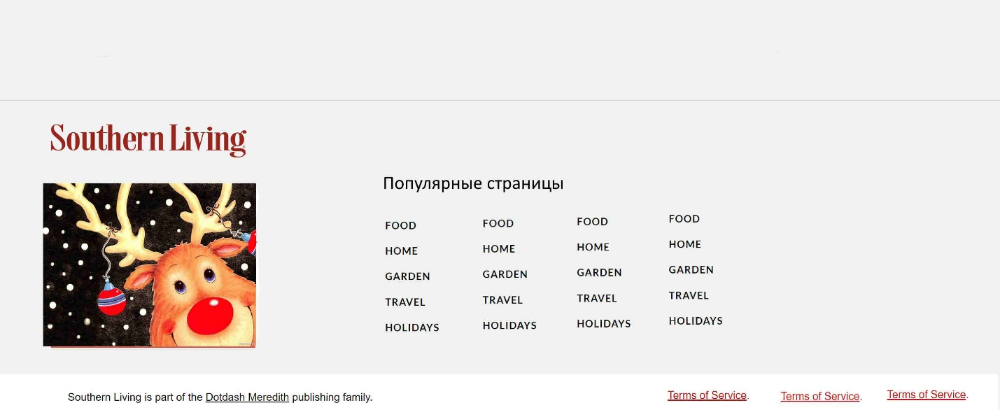 Southern Living
Популярные страницы
FOOD FOOD FOOD FOOD
HOME HOME HOME HOME
GARDEN GARDEN GARDEN GARDEN
TRAVEL TRAVEL TRAVEL TRAVEL
HOLIDAYS HOLIDAYS HOLIDAYS HOLIDAYS
Southern Living is part of the Dotdash Meredith publishing family. Terms of Service. Terms of Service. Terms of Service.